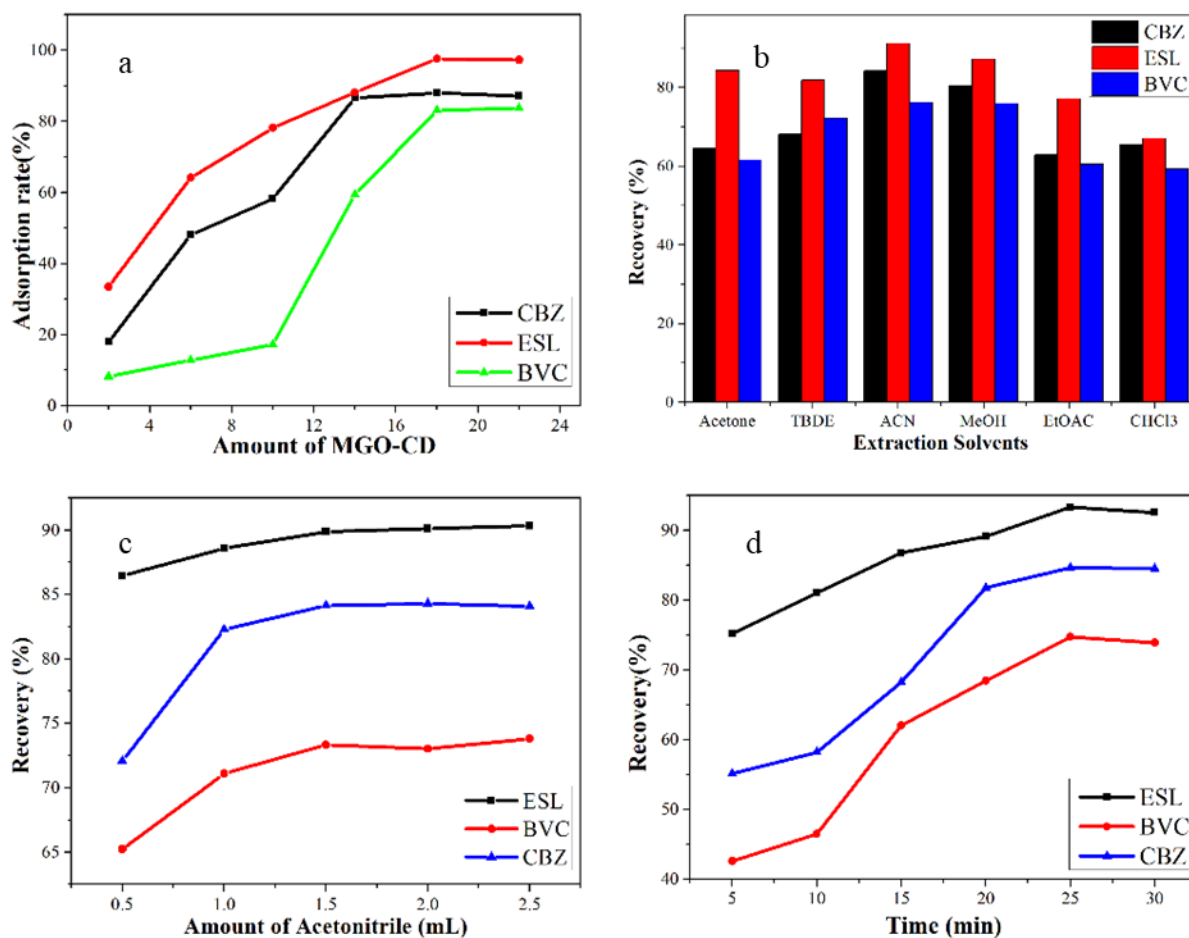 a
Adsorption rate(%)
100
80
60
40
20
0
CBZ
ESL
BVC
0 4 8 12 16 20 24
Amount of MGO-CD
b
Recovery (%)
80
60
40
20
0
CBZ
ESL
BVC
Acetone TBDE ACN MeOH EtOAC CHCl3
Extraction Solvents
c
Recovery (%)
90
85
80
75
70
65
ESL
BVC
CBZ
0.5 1.0 1.5 2.0 2.5
Amount of Acetonitrile (mL)
d
Recovery(%)
90
80
70
60
50
40
ESL
BVC
CBZ
5 10 15 20 25 30
Time (min)